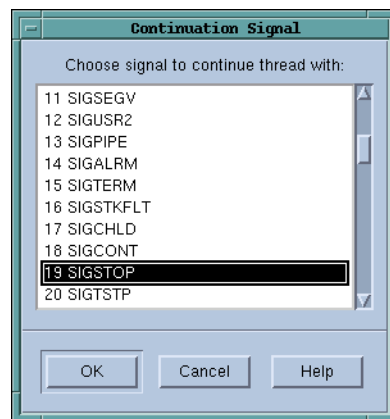 Continuation Signal
Choose signal to continue thread with:
11 SIGSEGV
12 SIGUSR2
13 SIGPIPE
14 SIGALRM
15 SIGTERM
16 SIGSTKFLT
17 SIGCHLD
18 SIGCONT
19 SIGSTOP
20 SIGTSTP
OK Cancel Help